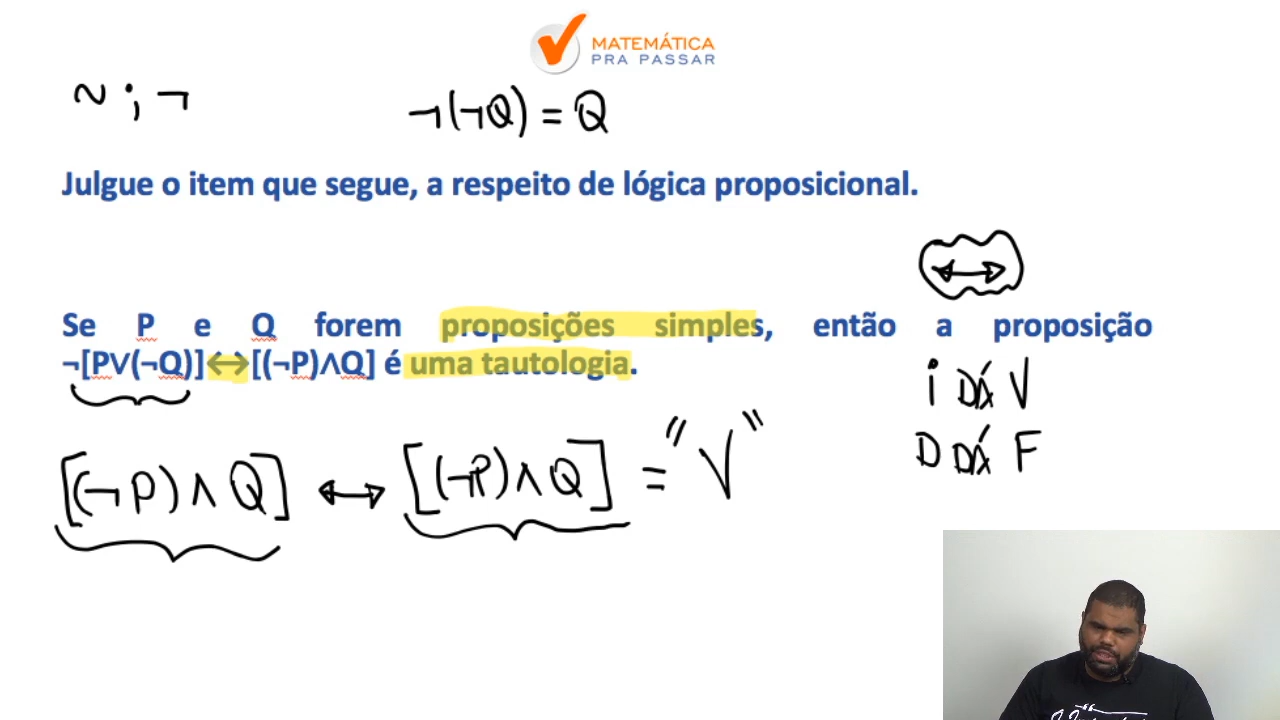 MATEMÁTICA
PRA PASSAR
~ ; ¬
¬(¬Q) = Q
Julgue o item que segue, a respeito de lógica proposicional.
↔
Se P e Q forem proposições simples, então a proposição
¬[P∨(¬Q)]↔[(¬P)∧Q] é uma tautologia.
i DÁ V
D DÁ F
[(¬P)∧Q] ↔ [(¬P)∧Q] = "V"